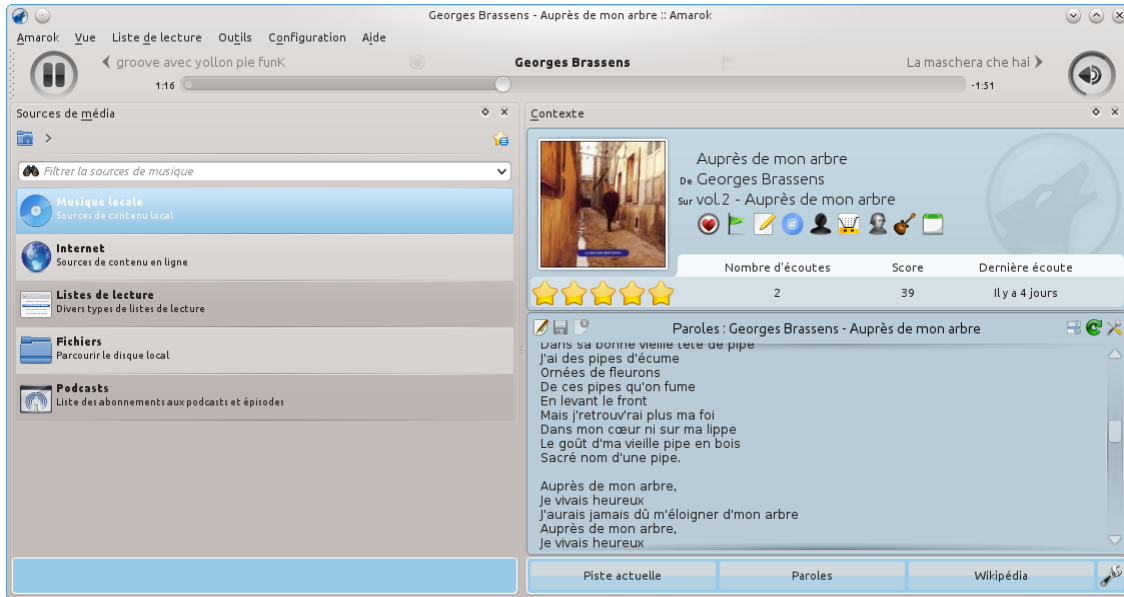 Georges Brassens - Auprès de mon arbre :: Amarok
Amarok Vue Liste de lecture Outils Configuration Aide
groove avec yollon pie funK
Georges Brassens
La maschera che hai
1:16
-1:51
Sources de média
>
Filtrer la sources de musique
Musique locale
Sources de contenu local
Internet
Sources de contenu en ligne
Listes de lecture
Divers types de listes de lecture
Fichiers
Parcourir le disque local
Podcasts
Liste des abonnements aux podcasts et épisodes
Contexte
Auprès de mon arbre
De Georges Brassens
Sur vol.2 - Auprès de mon arbre
Nombre d'écoutes Score Dernière écoute
2 39 Il y a 4 jours
Paroles : Georges Brassens - Auprès de mon arbre
Dans sa bonne vieille tête de pipe
J'ai des pipes d'écume
Ornées de fleurons
De ces pipes qu'on fume
En levant le front
Mais j'retrouv'rai plus ma foi
Dans mon cœur ni sur ma lippe
Le goût d'ma vieille pipe en bois
Sacré nom d'une pipe.
Auprès de mon arbre,
Je vivais heureux
J'aurais jamais dû m'éloigner d'mon arbre
Auprès de mon arbre,
Je vivais heureux
Piste actuelle Paroles Wikipédia